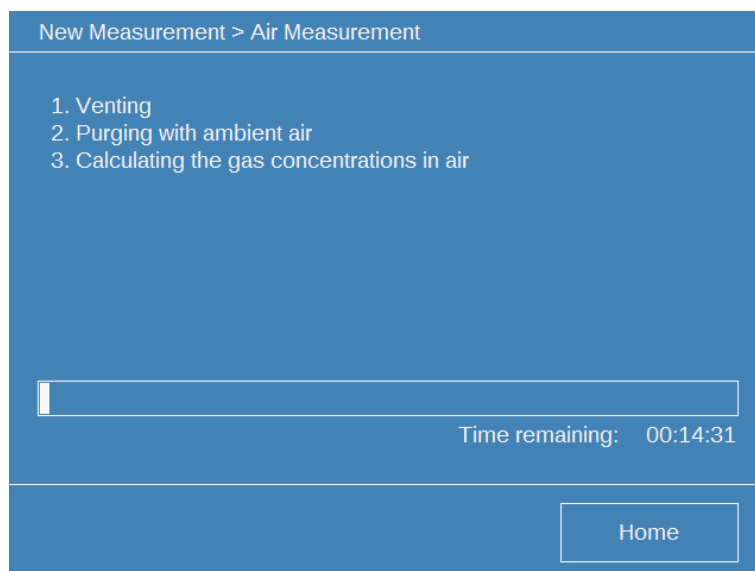 New Measurement > Air Measurement
1. Venting
2. Purging with ambient air
3. Calculating the gas concentrations in air
Time remaining: 00:14:31
Home